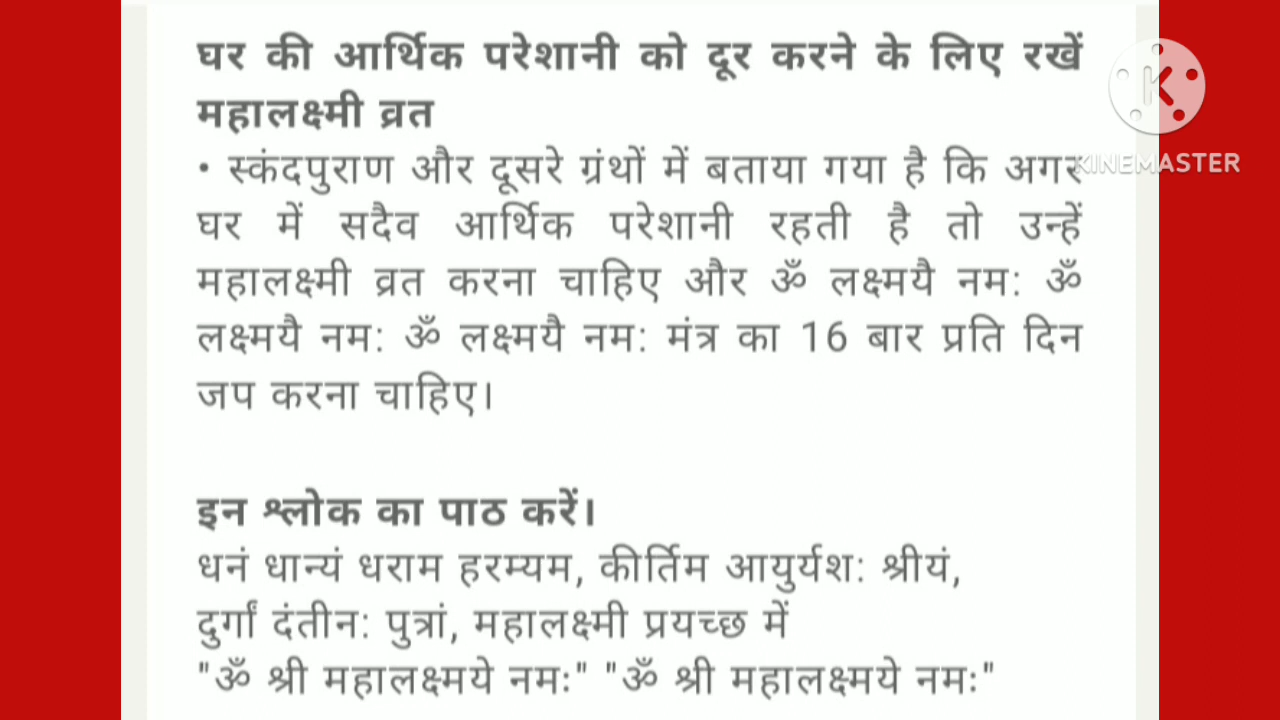 घर की आर्थिक परेशानी को दूर करने के लिए रखें
महालक्ष्मी व्रत
• स्कंदपुराण और दूसरे ग्रंथों में बताया गया है कि अगर
घर में सदैव आर्थिक परेशानी रहती है तो उन्हें
महालक्ष्मी व्रत करना चाहिए और ॐ लक्ष्मयै नम: ॐ
लक्ष्मयै नम: ॐ लक्ष्मयै नम: मंत्र का 16 बार प्रति दिन
जप करना चाहिए।
इन श्लोक का पाठ करें।
धनं धान्यं धराम हरम्यम, कीर्तिम आयुर्यश: श्रीयं,
दुर्गां दंतीन: पुत्रां, महालक्ष्मी प्रयच्छ में
"ॐ श्री महालक्ष्मये नमः" "ॐ श्री महालक्ष्मये नमः"
KINEMASTER